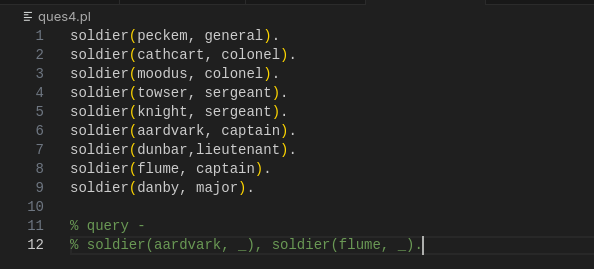 ques4.pl
1 soldier(peckem, general).
2 soldier(cathcart, colonel).
3 soldier(moodus, colonel).
4 soldier(towser, sergeant).
5 soldier(knight, sergeant).
6 soldier(aardvark, captain).
7 soldier(dunbar,lieutenant).
8 soldier(flume, captain).
9 soldier(danby, major).
10
11 % query -
12 % soldier(aardvark, _), soldier(flume, _).